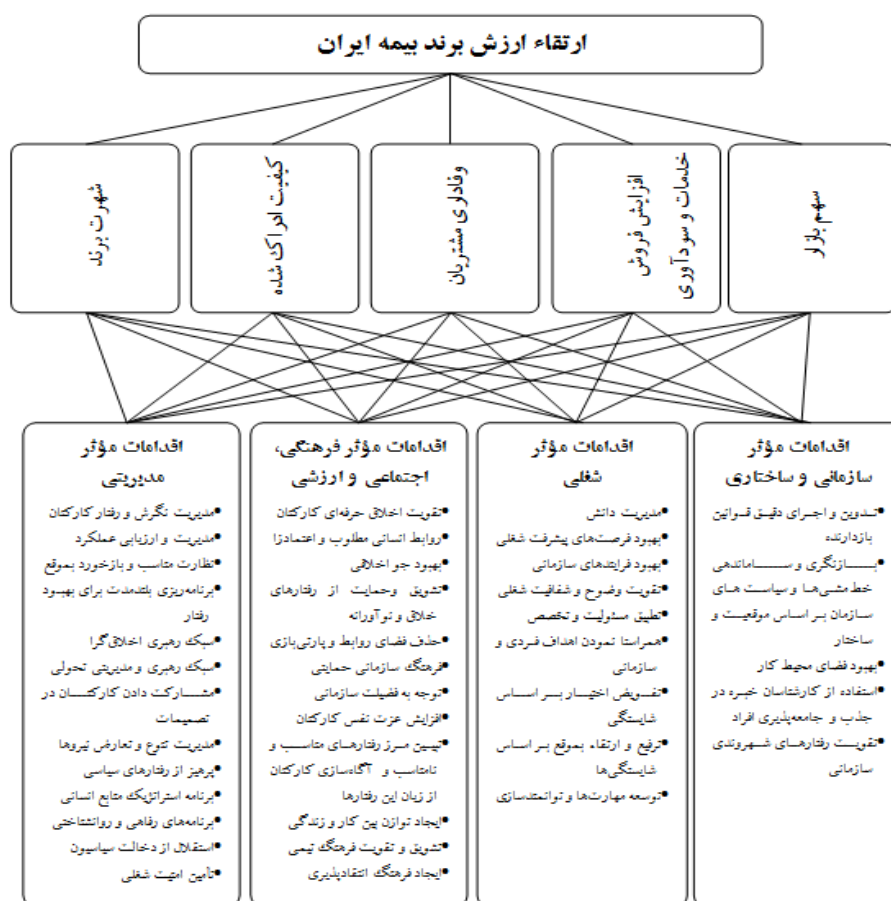 ارتقاء ارزش برند بیمه ایران
سهم بازار
افزایش فروش
خدمات و سودآوری
وفاداری مشتریان
کیفیت ادراک شده
شهرت برند
اقدامات مؤثر
سازمانی و ساختاری
•تدوین و اجرای دقیق قوانین
بازدارنده
•بازنگری و ساماندهی
خط مشی‌ها و سیاست های
سازمان بر اساس موقعیت و
ساختار
•بهبود فضای محیط کار
•استفاده از کارشناسان خبره در
جذب و جامعه‌پذیری افراد
•تقویت رفتارهای شهروندی
سازمانی
اقدامات مؤثر
شغلی
•مدیریت دانش
•بهبود فرصت‌های پیشرفت شغلی
•بهبود فرایندهای سازمانی
•تقویت وضوح و شفافیت شغلی
•تطبیق مسئولیت و تخصص
•همراستا نمودن اهداف فردی و
سازمانی
•تفویض اختیار بر اساس
شایستگی
•ترفیع و ارتقاء بموقع بر اساس
شایستگی‌ها
•توسعه مهارت‌ها و توانمندسازی
اقدامات مؤثر فرهنگی،
اجتماعی و ارزشی
•تقویت اخلاق حرفه‌ای کارکنان
•روابط انسانی مطلوب و اعتمادزا
•بهبود جو اخلاقی
•تشویق وحمایت از رفتارهای
خلاق و نوآورانه
•حذف فضای روابط و پارتی‌بازی
•فرهنگ سازمانی حمایتی
•توجه به فضیلت سازمانی
•افزایش عزت نفس کارکنان
•تبیین مرز رفتارهای مناسب و
نامناسب و آگاه‌سازی کارکنان
از زیان این رفتارها
•ایجاد توازن بین کار و زندگی
•تشویق و تقویت فرهنگ تیمی
•ایجاد فرهنگ انتقادپذیری
اقدامات مؤثر
مدیریتی
•مدیریت نگرش و رفتار کارکنان
•مدیریت و ارزیابی عملکرد
•نظارت مناسب و بازخورد بموقع
•برنامه‌ریزی بلندمدت برای بهبود
رفتار
•سبک رهبری اخلاق‌گرا
•سبک رهبری و مدیریتی تحولی
•مشارکت دادن کارکنان در
تصمیمات
•مدیریت تنوع و تعارض نیروها
•پرهیز از رفتارهای سیاسی
•برنامه استراتژیک منابع انسانی
•برنامه‌های رفاهی و روانشناختی
•استقلال از دخالت سیاسیون
•تأمین امنیت شغلی